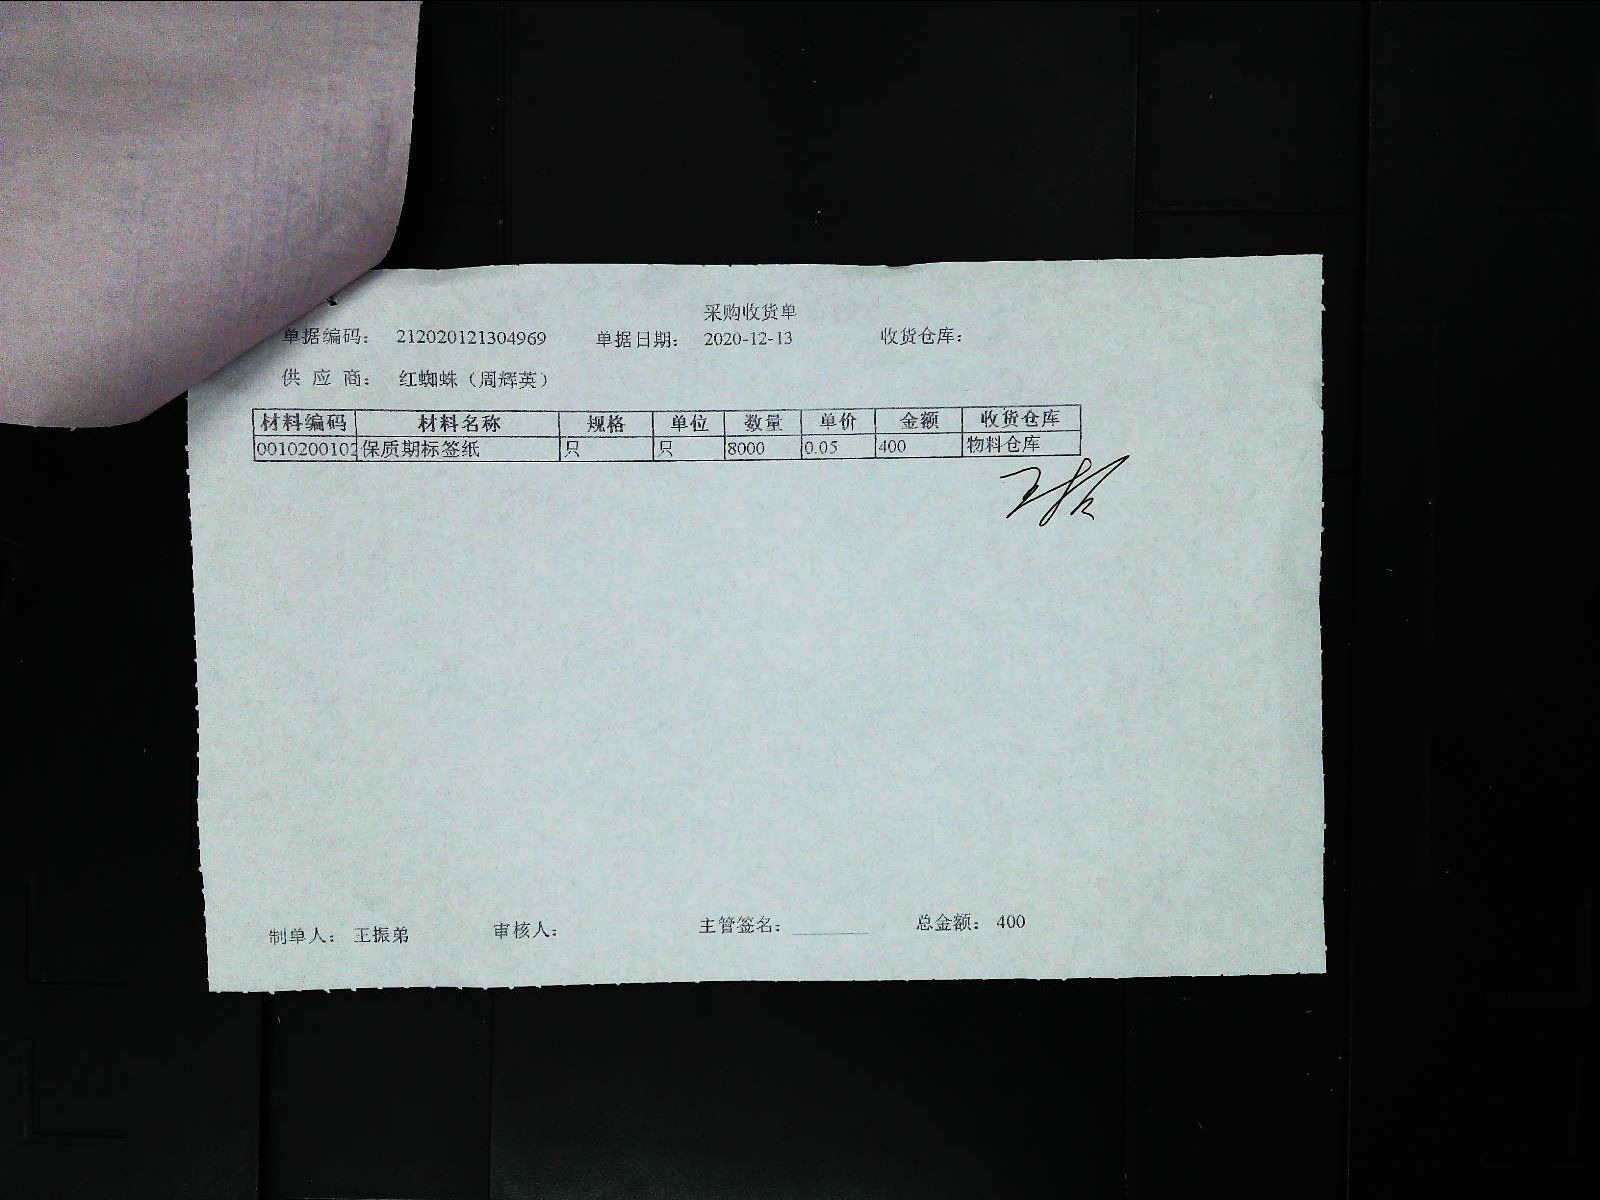 采购收货单
单据编码： 212020121304969 单据日期： 2020-12-13 收货仓库：
供 应 商： 红蜘蛛（周辉英）
材料编码 材料名称 规格 单位 数量 单价 金额 收货仓库
0010200102 保质期标签纸 只 只 8000 0.05 400 物料仓库
制单人： 王振弟 审核人： 主管签名： 总金额： 400